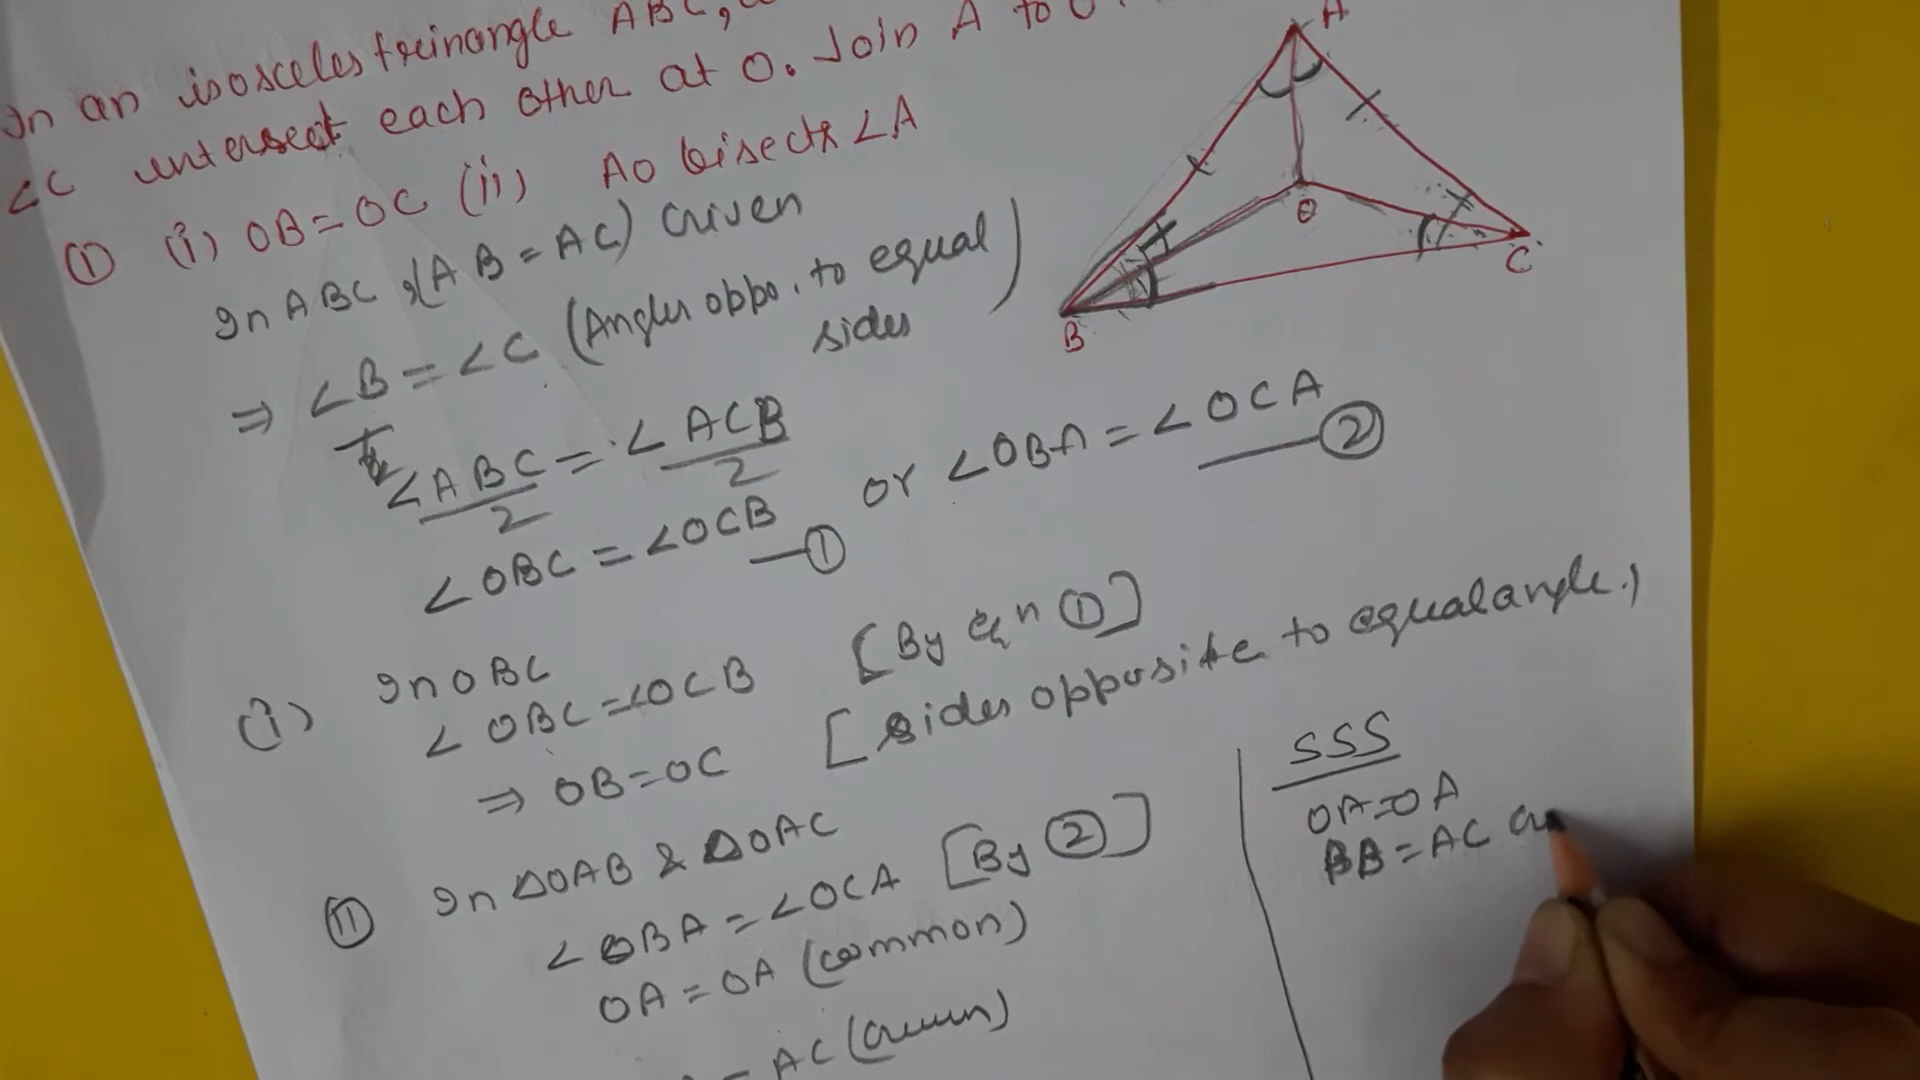 In an isosceles treinangle ABC,
∠C untersect each other at O. Join A to O.
① (i) OB=OC (ii) AO bisects ∠A
In ABC, (AB=AC) Given
⇒ ∠B=∠C (Angles oppo. to equal sides)
∠ABC/2 = ∠ACB/2
∠OBC=∠OCB —① or ∠OBA=∠OCA —②
(i) In OBC
∠OBC=∠OCB [By eqn ①]
⇒ OB=OC [sides opposite to equal angle.)
(ii) In △OAB & △OAC
∠OBA=∠OCA [By ②]
OA=OA (common)
= AC (Given)
SSS
OA=OA
BB=AC
A
O
B
C